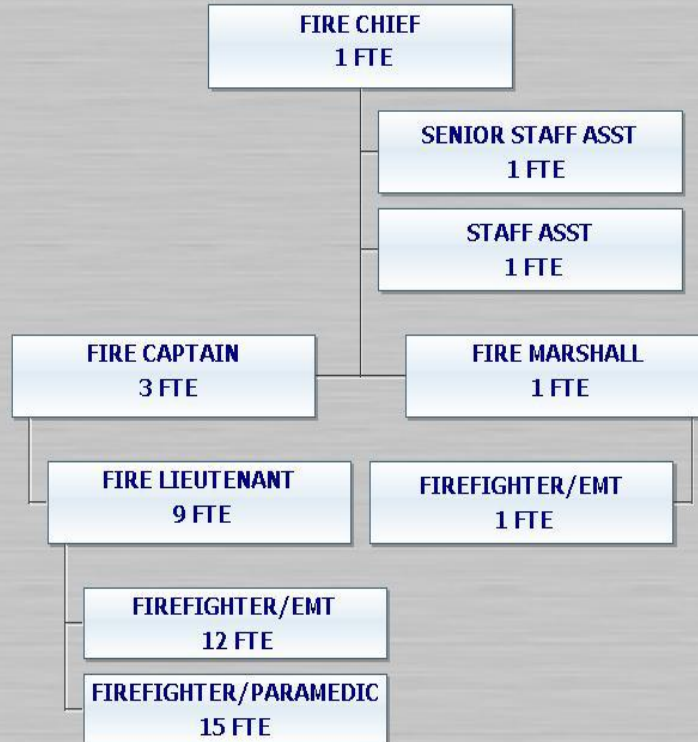 FIRE CHIEF
1 FTE
SENIOR STAFF ASST
1 FTE
STAFF ASST
1 FTE
FIRE CAPTAIN
3 FTE
FIRE MARSHALL
1 FTE
FIRE LIEUTENANT
9 FTE
FIREFIGHTER/EMT
1 FTE
FIREFIGHTER/EMT
12 FTE
FIREFIGHTER/PARAMEDIC
15 FTE